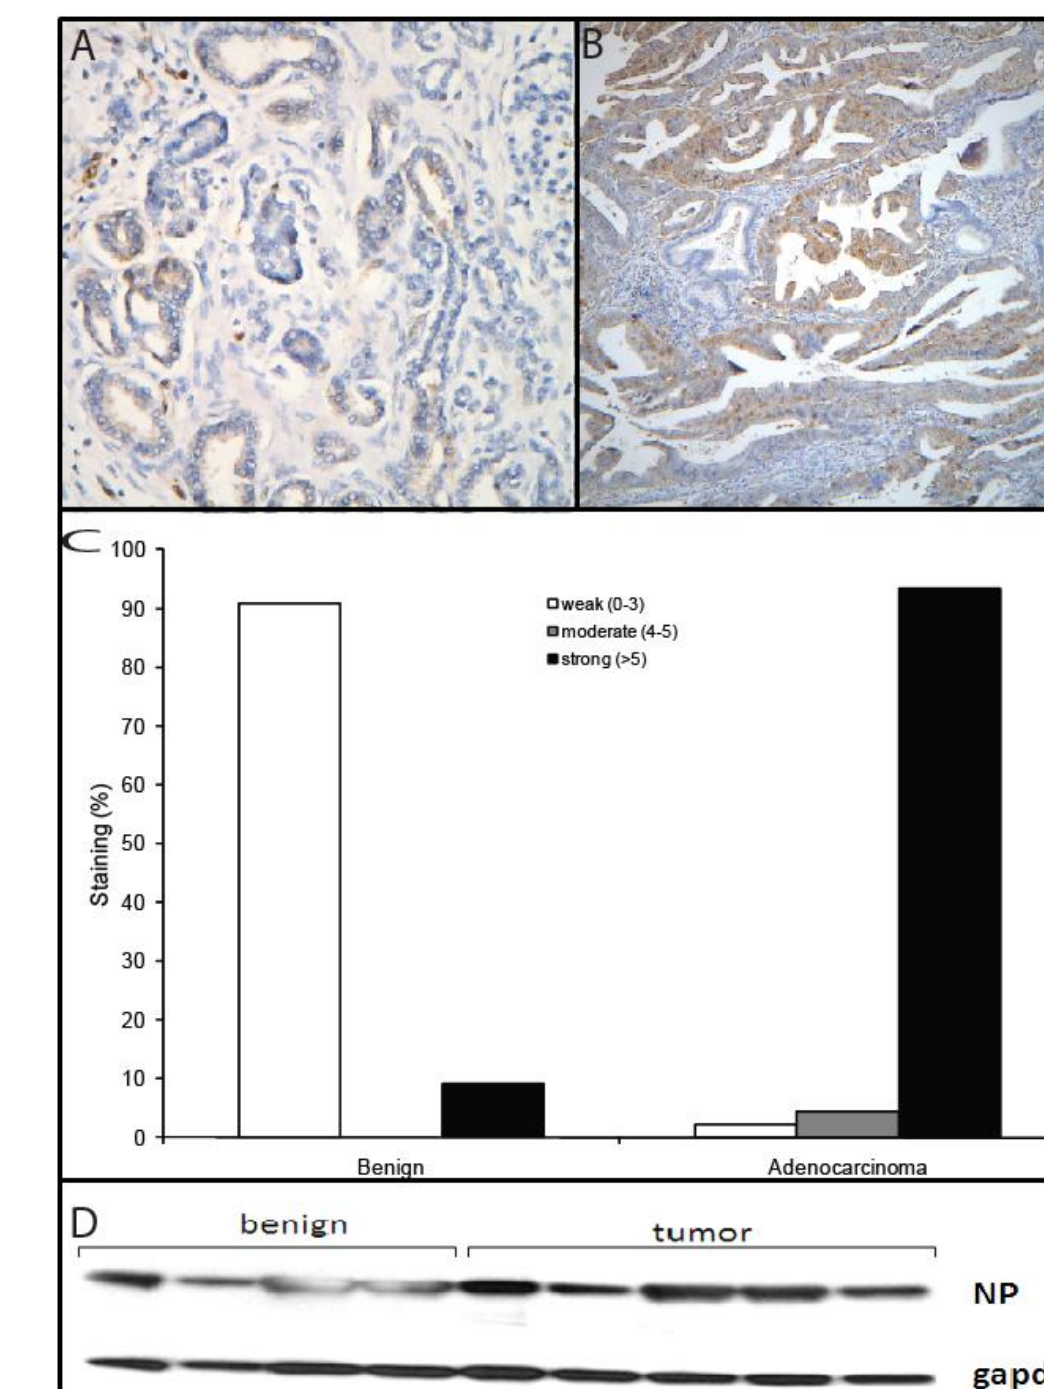 A
B
C
100
90
80
70
60
50
40
30
20
10
0
Staining (%)
weak (0-3)
moderate (4-5)
strong (>5)
Benign
Adenocarcinoma
D
benign
tumor
NP
gapd